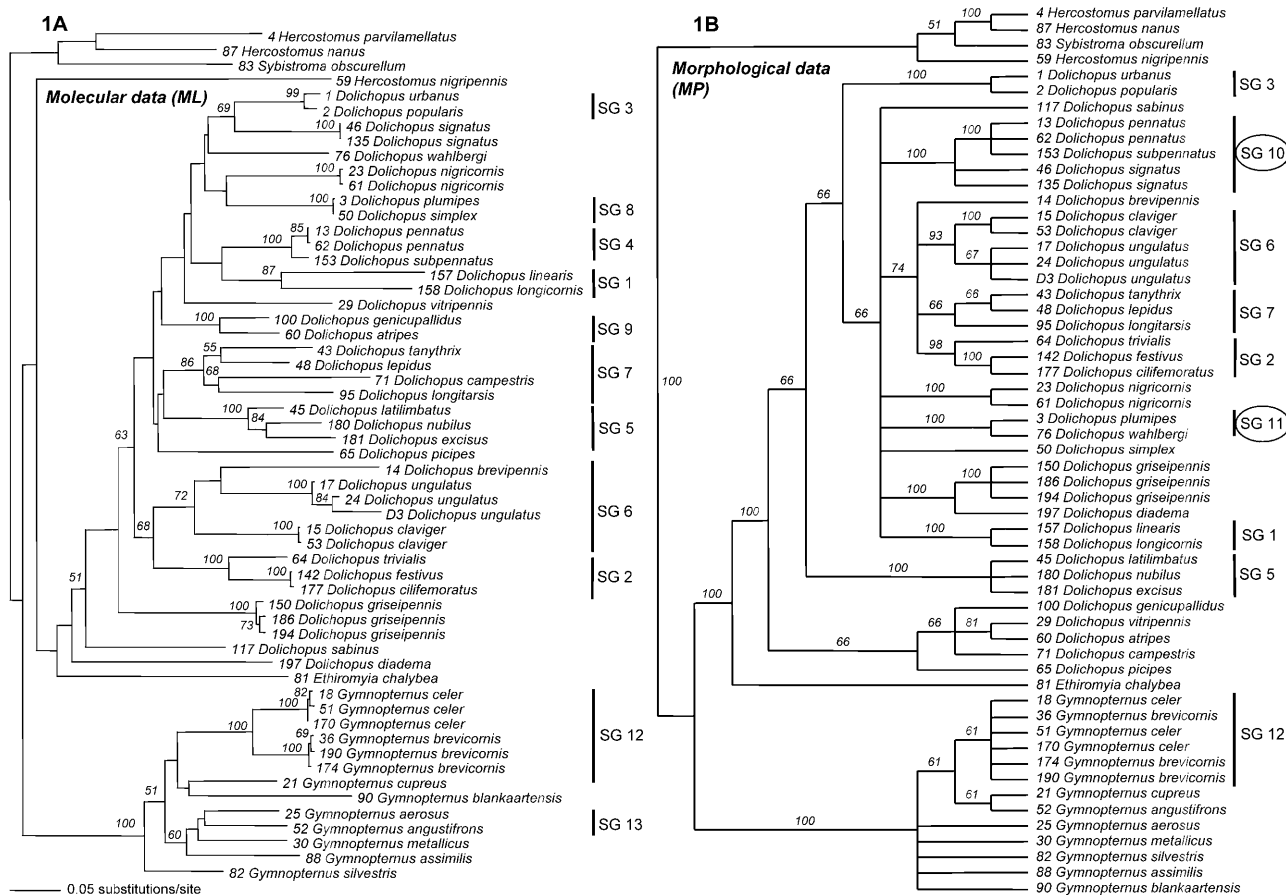 1A
4 Hercostomus parvilamellatus
87 Hercostomus nanus
83 Sybistroma obscurellum
59 Hercostomus nigripennis
Molecular data (ML)
99
1 Dolichopus urbanus
2 Dolichopus popularis
SG 3
69
100
46 Dolichopus signatus
135 Dolichopus signatus
76 Dolichopus wahlbergi
100
23 Dolichopus nigricornis
61 Dolichopus nigricornis
100
3 Dolichopus plumipes
50 Dolichopus simplex
SG 8
85
100
13 Dolichopus pennatus
62 Dolichopus pennatus
153 Dolichopus subpennatus
SG 4
87
157 Dolichopus linearis
158 Dolichopus longicornis
SG 1
29 Dolichopus vitripennis
100
100 Dolichopus genicupallidus
60 Dolichopus atripes
SG 9
55
86
68
43 Dolichopus tanythrix
48 Dolichopus lepidus
71 Dolichopus campestris
95 Dolichopus longitarsis
SG 7
100
84
45 Dolichopus latilimbatus
180 Dolichopus nubilus
181 Dolichopus excisus
SG 5
63
65 Dolichopus picipes
14 Dolichopus brevipennis
100
17 Dolichopus ungulatus
84
24 Dolichopus ungulatus
D3 Dolichopus ungulatus
72
SG 6
68
100
15 Dolichopus claviger
53 Dolichopus claviger
64 Dolichopus trivialis
100
100
142 Dolichopus festivus
177 Dolichopus cilifemoratus
SG 2
51
100
73
150 Dolichopus griseipennis
186 Dolichopus griseipennis
194 Dolichopus griseipennis
117 Dolichopus sabinus
197 Dolichopus diadema
81 Ethiromyia chalybea
82
100
18 Gymnopternus celer
51 Gymnopternus celer
170 Gymnopternus celer
100
69
100
36 Gymnopternus brevicornis
190 Gymnopternus brevicornis
174 Gymnopternus brevicornis
SG 12
21 Gymnopternus cupreus
51
90 Gymnopternus blankaartensis
25 Gymnopternus aerosus
52 Gymnopternus angustifrons
SG 13
100
60
30 Gymnopternus metallicus
88 Gymnopternus assimilis
82 Gymnopternus silvestris
0.05 substitutions/site
1B
100
51
4 Hercostomus parvilamellatus
87 Hercostomus nanus
83 Sybistroma obscurellum
59 Hercostomus nigripennis
Morphological data
(MP)
100
1 Dolichopus urbanus
2 Dolichopus popularis
SG 3
117 Dolichopus sabinus
100
100
13 Dolichopus pennatus
62 Dolichopus pennatus
153 Dolichopus subpennatus
46 Dolichopus signatus
135 Dolichopus signatus
SG 10
66
14 Dolichopus brevipennis
100
93
15 Dolichopus claviger
53 Dolichopus claviger
67
17 Dolichopus ungulatus
24 Dolichopus ungulatus
D3 Dolichopus ungulatus
SG 6
74
66
66
43 Dolichopus tanythrix
48 Dolichopus lepidus
95 Dolichopus longitarsis
SG 7
66
98
100
64 Dolichopus trivialis
142 Dolichopus festivus
177 Dolichopus cilifemoratus
SG 2
66
100
23 Dolichopus nigricornis
61 Dolichopus nigricornis
100
3 Dolichopus plumipes
76 Dolichopus wahlbergi
SG 11
50 Dolichopus simplex
100
100
150 Dolichopus griseipennis
186 Dolichopus griseipennis
194 Dolichopus griseipennis
197 Dolichopus diadema
100
157 Dolichopus linearis
158 Dolichopus longicornis
SG 1
100
45 Dolichopus latilimbatus
180 Dolichopus nubilus
181 Dolichopus excisus
SG 5
100
100
100
100 Dolichopus genicupallidus
66
66
81
29 Dolichopus vitripennis
60 Dolichopus atripes
71 Dolichopus campestris
65 Dolichopus picipes
81 Ethiromyia chalybea
61
61
61
18 Gymnopternus celer
36 Gymnopternus brevicornis
51 Gymnopternus celer
170 Gymnopternus celer
174 Gymnopternus brevicornis
190 Gymnopternus brevicornis
SG 12
21 Gymnopternus cupreus
52 Gymnopternus angustifrons
100
25 Gymnopternus aerosus
30 Gymnopternus metallicus
82 Gymnopternus silvestris
88 Gymnopternus assimilis
90 Gymnopternus blankaartensis